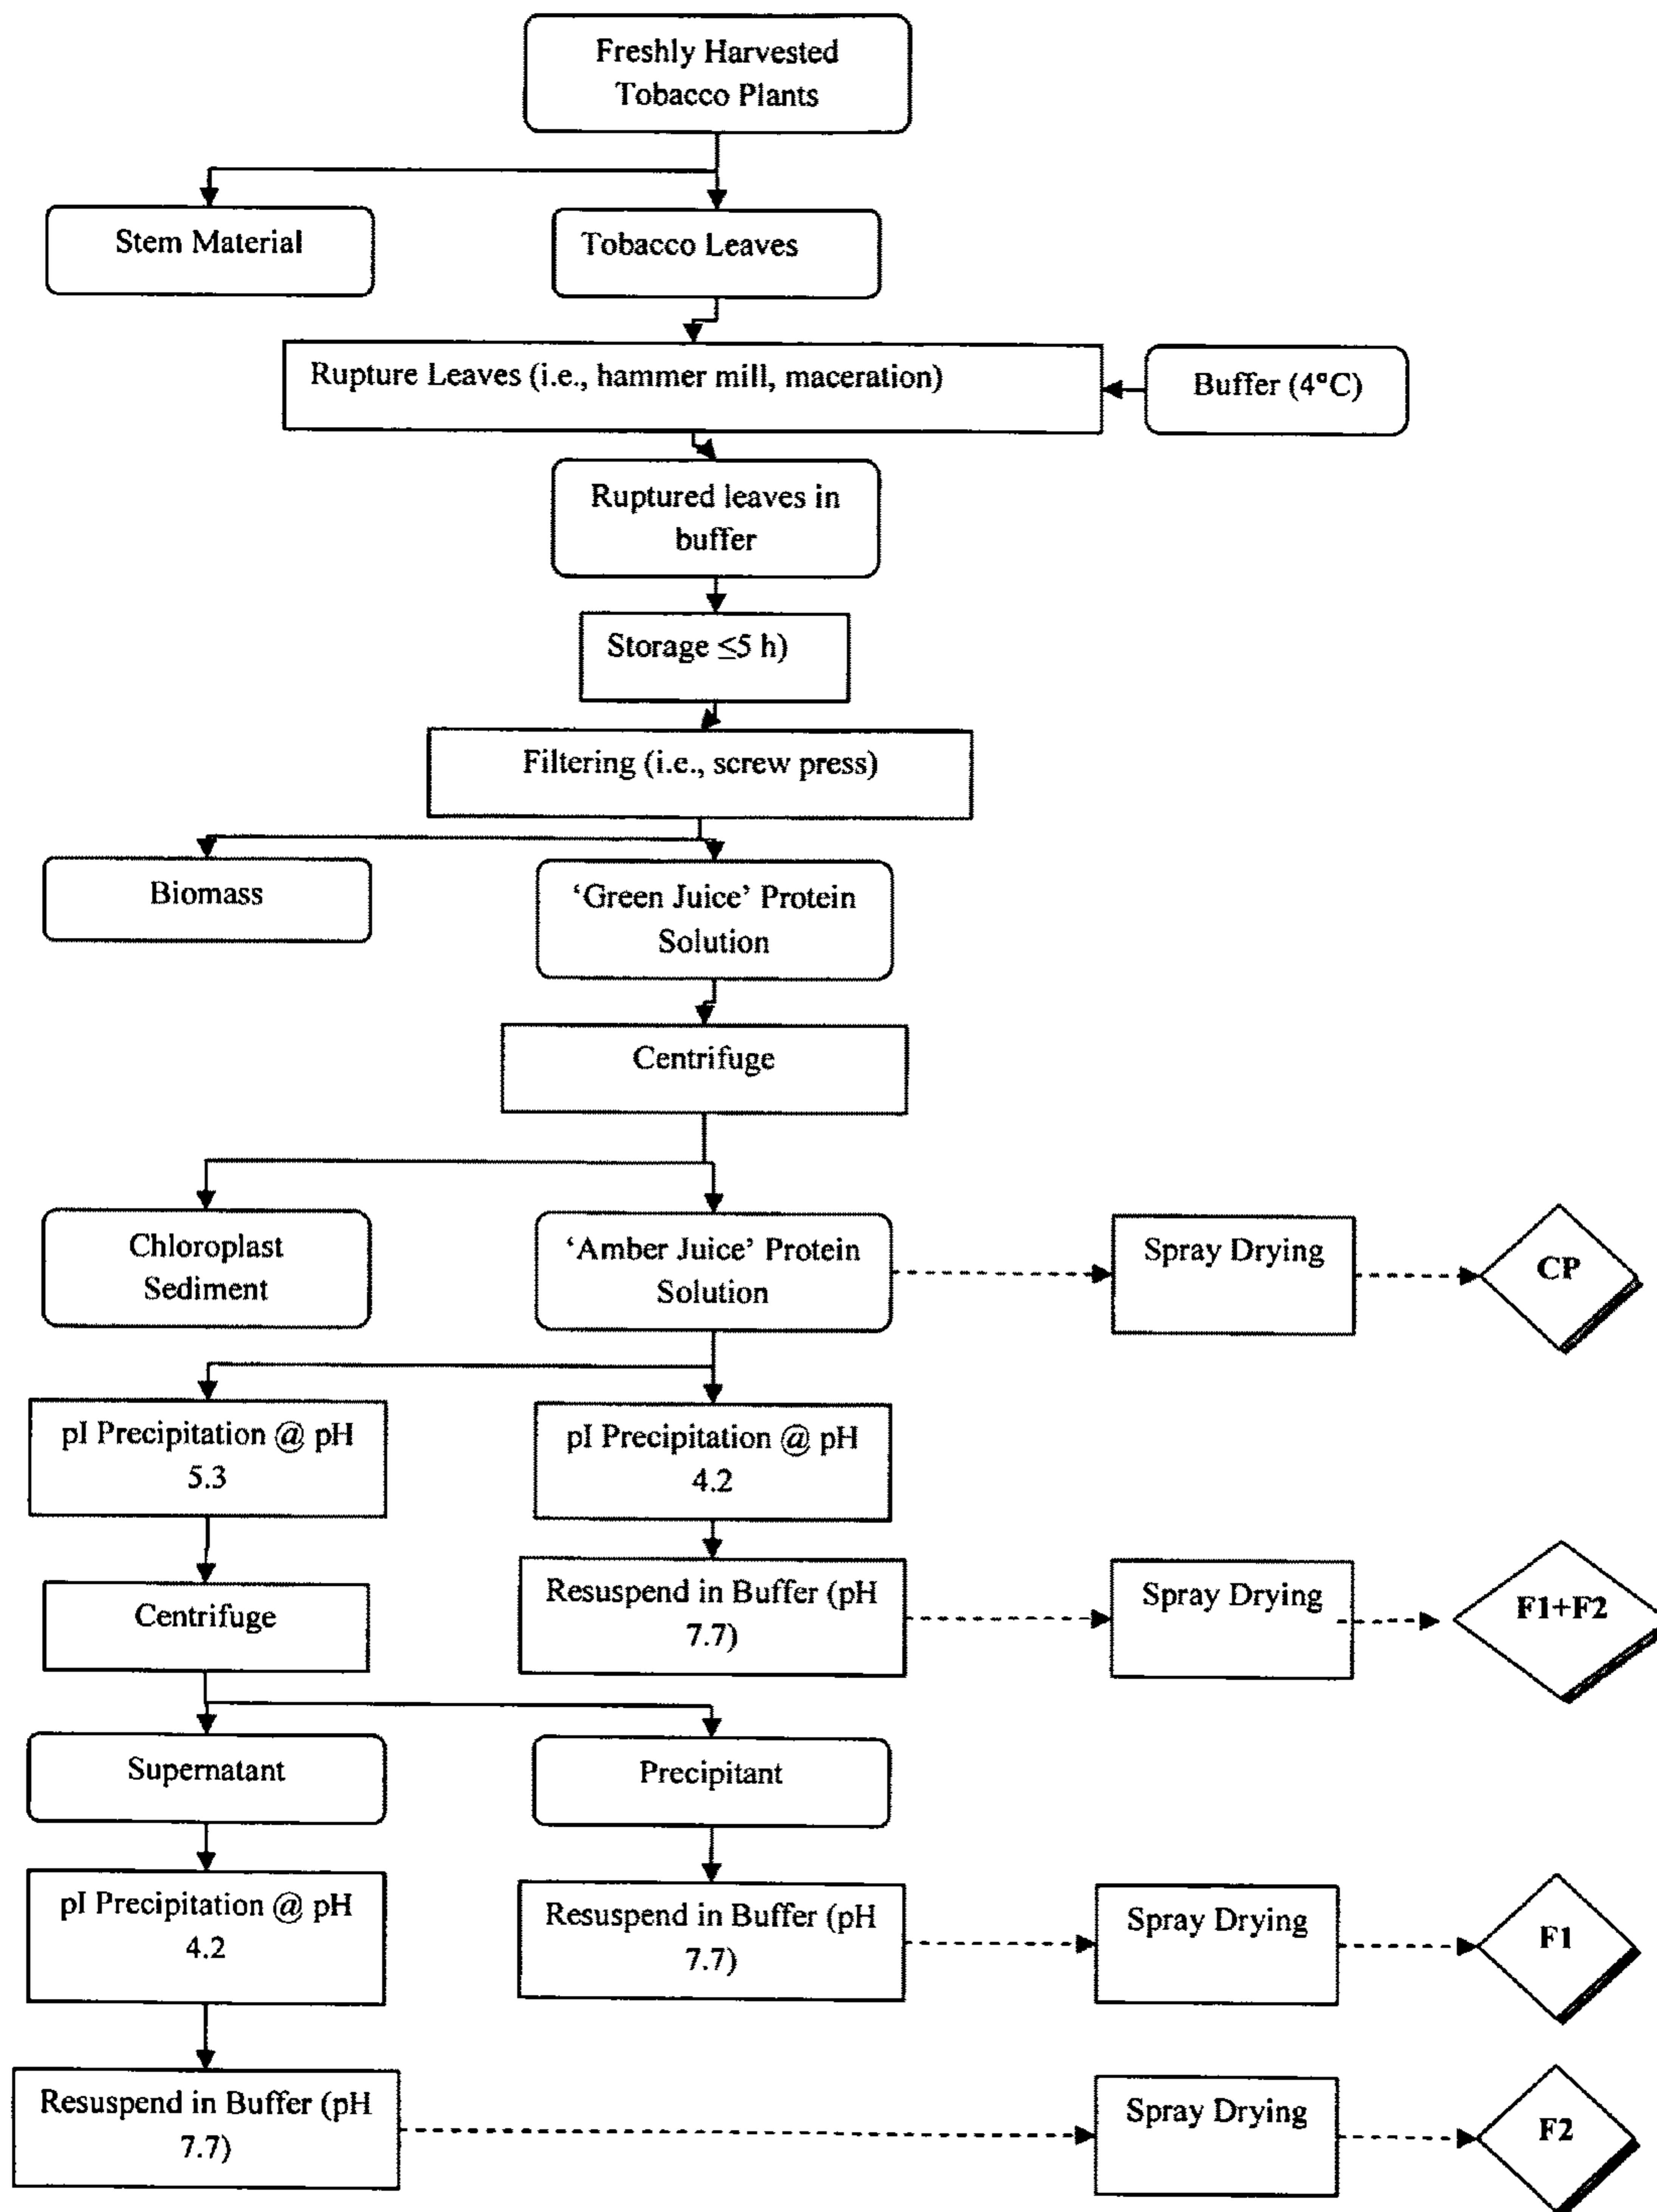 Freshly Harvested
Tobacco Plants
Stem Material
Tobacco Leaves
Rupture Leaves (i.e., hammer mill, maceration)
Buffer (4°C)
Ruptured leaves in
buffer
Storage ≤5 h)
Filtering (i.e., screw press)
Biomass
‘Green Juice’ Protein
Solution
Centrifuge
Chloroplast
Sediment
‘Amber Juice’ Protein
Solution
Spray Drying
CP
pI Precipitation @ pH
5.3
pI Precipitation @ pH
4.2
Centrifuge
Resuspend in Buffer (pH
7.7)
Spray Drying
F1+F2
Supernatant
Precipitant
pI Precipitation @ pH
4.2
Resuspend in Buffer (pH
7.7)
Spray Drying
F1
Resuspend in Buffer (pH
7.7)
Spray Drying
F2